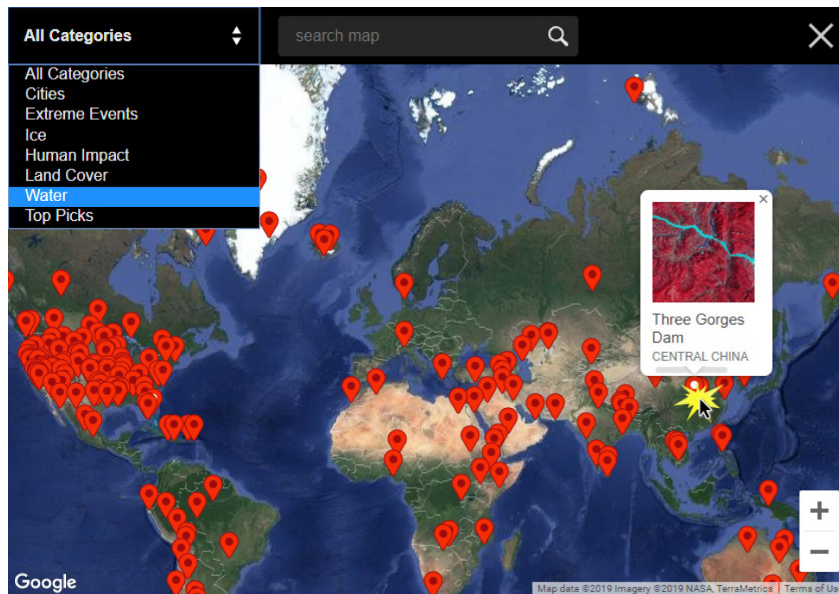 All Categories
search map
All Categories
Cities
Extreme Events
Ice
Human Impact
Land Cover
Water
Top Picks
Three Gorges
Dam
CENTRAL CHINA
Google
Map data ©2019 Imagery ©2019 NASA, TerraMetrics
Terms of Us